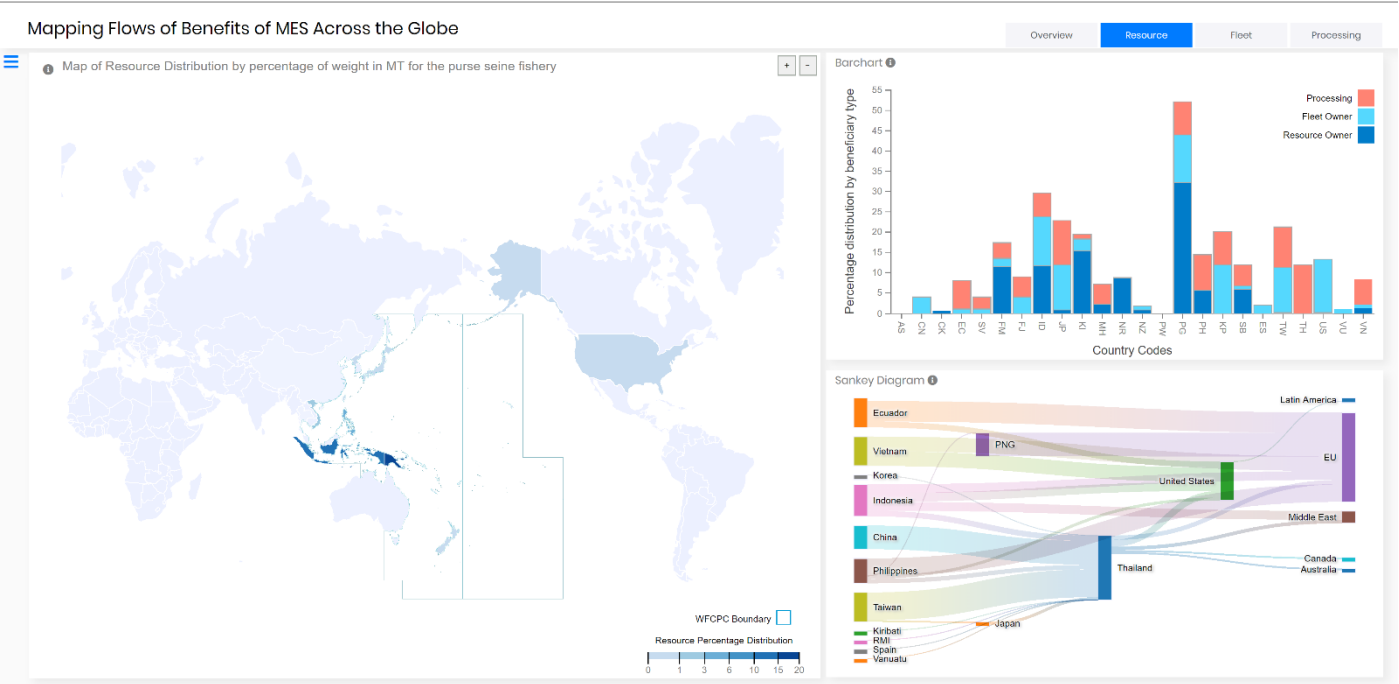 Mapping Flows of Benefits of MES Across the Globe
Overview
Resource
Fleet
Processing
Map of Resource Distribution by percentage of weight in MT for the purse seine fishery
+
-
WFCPC Boundary
Resource Percentage Distribution
0
1
3
6
10
15
20
Barchart
Percentage distribution by beneficiary type
55
50
45
40
35
30
25
20
15
10
5
0
Processing
Fleet Owner
Resource Owner
AS
CN
CK
EC
SV
FM
FJ
ID
JP
KI
MH
NR
NZ
PW
PG
PH
KP
SB
ES
TW
TH
US
VU
VN
Country Codes
Sankey Diagram
Ecuador
Vietnam
Korea
Indonesia
China
Philippines
Taiwan
Kiribati
RMI
Spain
Vanuatu
PNG
Japan
United States
Thailand
Latin America
EU
Middle East
Canada
Australia